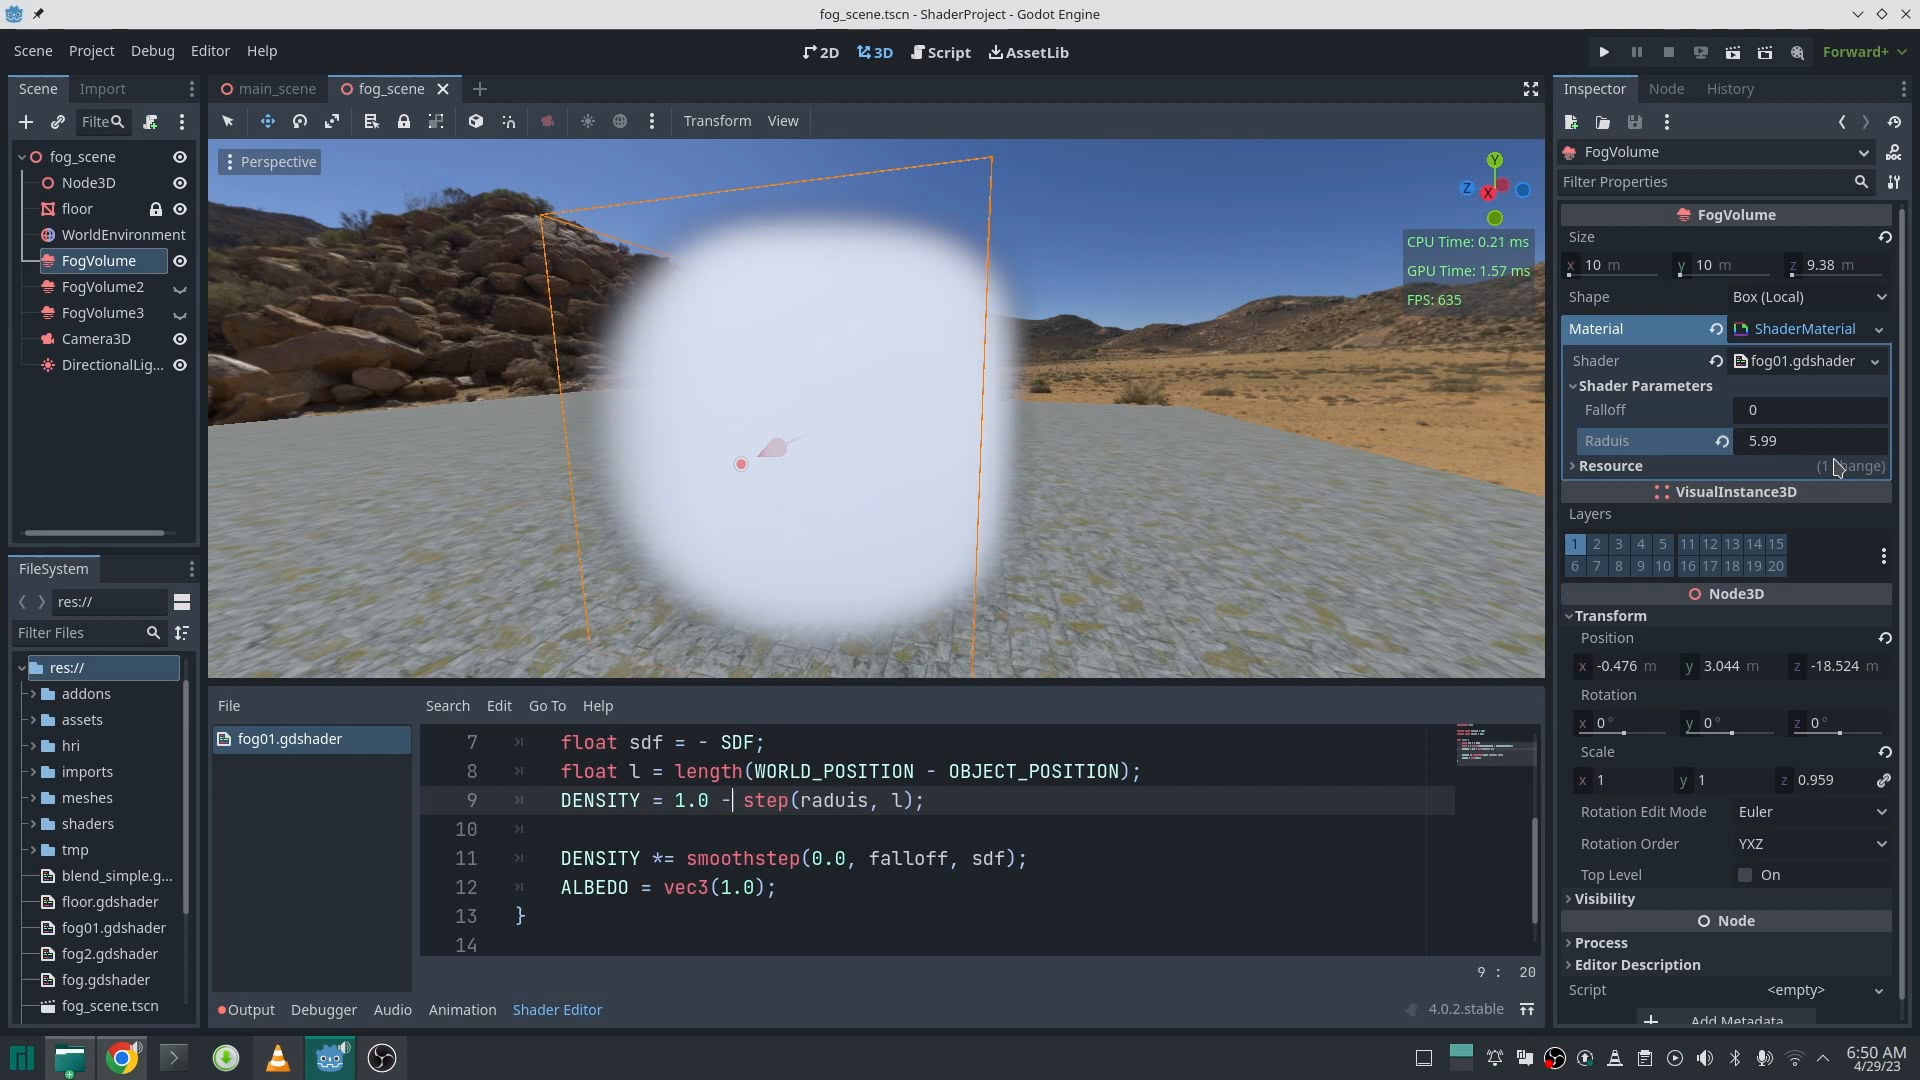 fog_scene.tscn - ShaderProject - Godot Engine
Scene Project Debug Editor Help
2D 3D Script AssetLib
Forward+
Scene Import
main_scene fog_scene
Inspector Node History
Filte
Transform View
fog_scene
Node3D
floor
WorldEnvironment
FogVolume
FogVolume2
FogVolume3
Camera3D
DirectionalLig...
Perspective
Y
Z X
CPU Time: 0.21 ms
GPU Time: 1.57 ms
FPS: 635
FileSystem
res://
Filter Files
res://
addons
assets
hri
imports
meshes
shaders
tmp
blend_simple.g...
floor.gdshader
fog01.gdshader
fog2.gdshader
fog.gdshader
fog_scene.tscn
File
fog01.gdshader
Search Edit Go To Help
7 float sdf = - SDF;
8 float l = length(WORLD_POSITION - OBJECT_POSITION);
9 DENSITY = 1.0 - step(raduis, l);
10
11 DENSITY *= smoothstep(0.0, falloff, sdf);
12 ALBEDO = vec3(1.0);
13 }
14
9 : 20
Output Debugger Audio Animation Shader Editor
4.0.2.stable
FogVolume
DOC
Filter Properties
FogVolume
Size
x 10 m y 10 m z 9.38 m
Shape Box (Local)
Material ShaderMaterial
Shader fog01.gdshader
Shader Parameters
Falloff 0
Raduis 5.99
Resource
VisualInstance3D
Layers
1 2 3 4 5 11 12 13 14 15
6 7 8 9 10 16 17 18 19 20
Node3D
Transform
Position
x -0.476 m y 3.044 m z -18.524 m
Rotation
x 0 ° y 0 ° z 0 °
Scale
x 1 y 1 z 0.959
Rotation Edit Mode Euler
Rotation Order YXZ
Top Level On
Visibility
Node
Process
Editor Description
Script <empty>
Add Metadata
6:50 AM
4/29/23